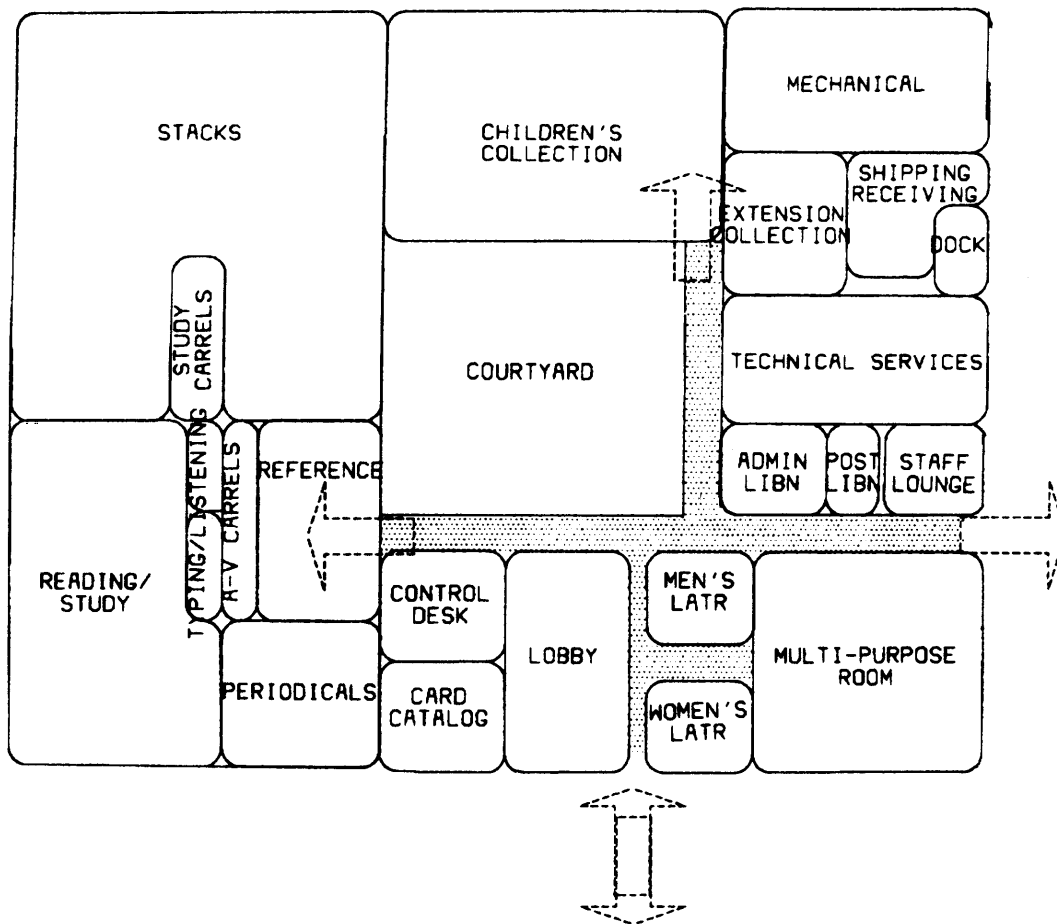 MECHANICAL
STACKS
CHILDREN'S
COLLECTION
SHIPPING
RECEIVING
EXTENSION
COLLECTION
DOCK
STUDY
CARRELS
COURTYARD
TECHNICAL SERVICES
TYPING/LISTENING
A-V CARRELS
REFERENCE
ADMIN
LIBN
POST
LIBN
STAFF
LOUNGE
READING/
STUDY
CONTROL
DESK
LOBBY
MEN'S
LATR
MULTI-PURPOSE
ROOM
PERIODICALS
CARD
CATALOG
WOMEN'S
LATR